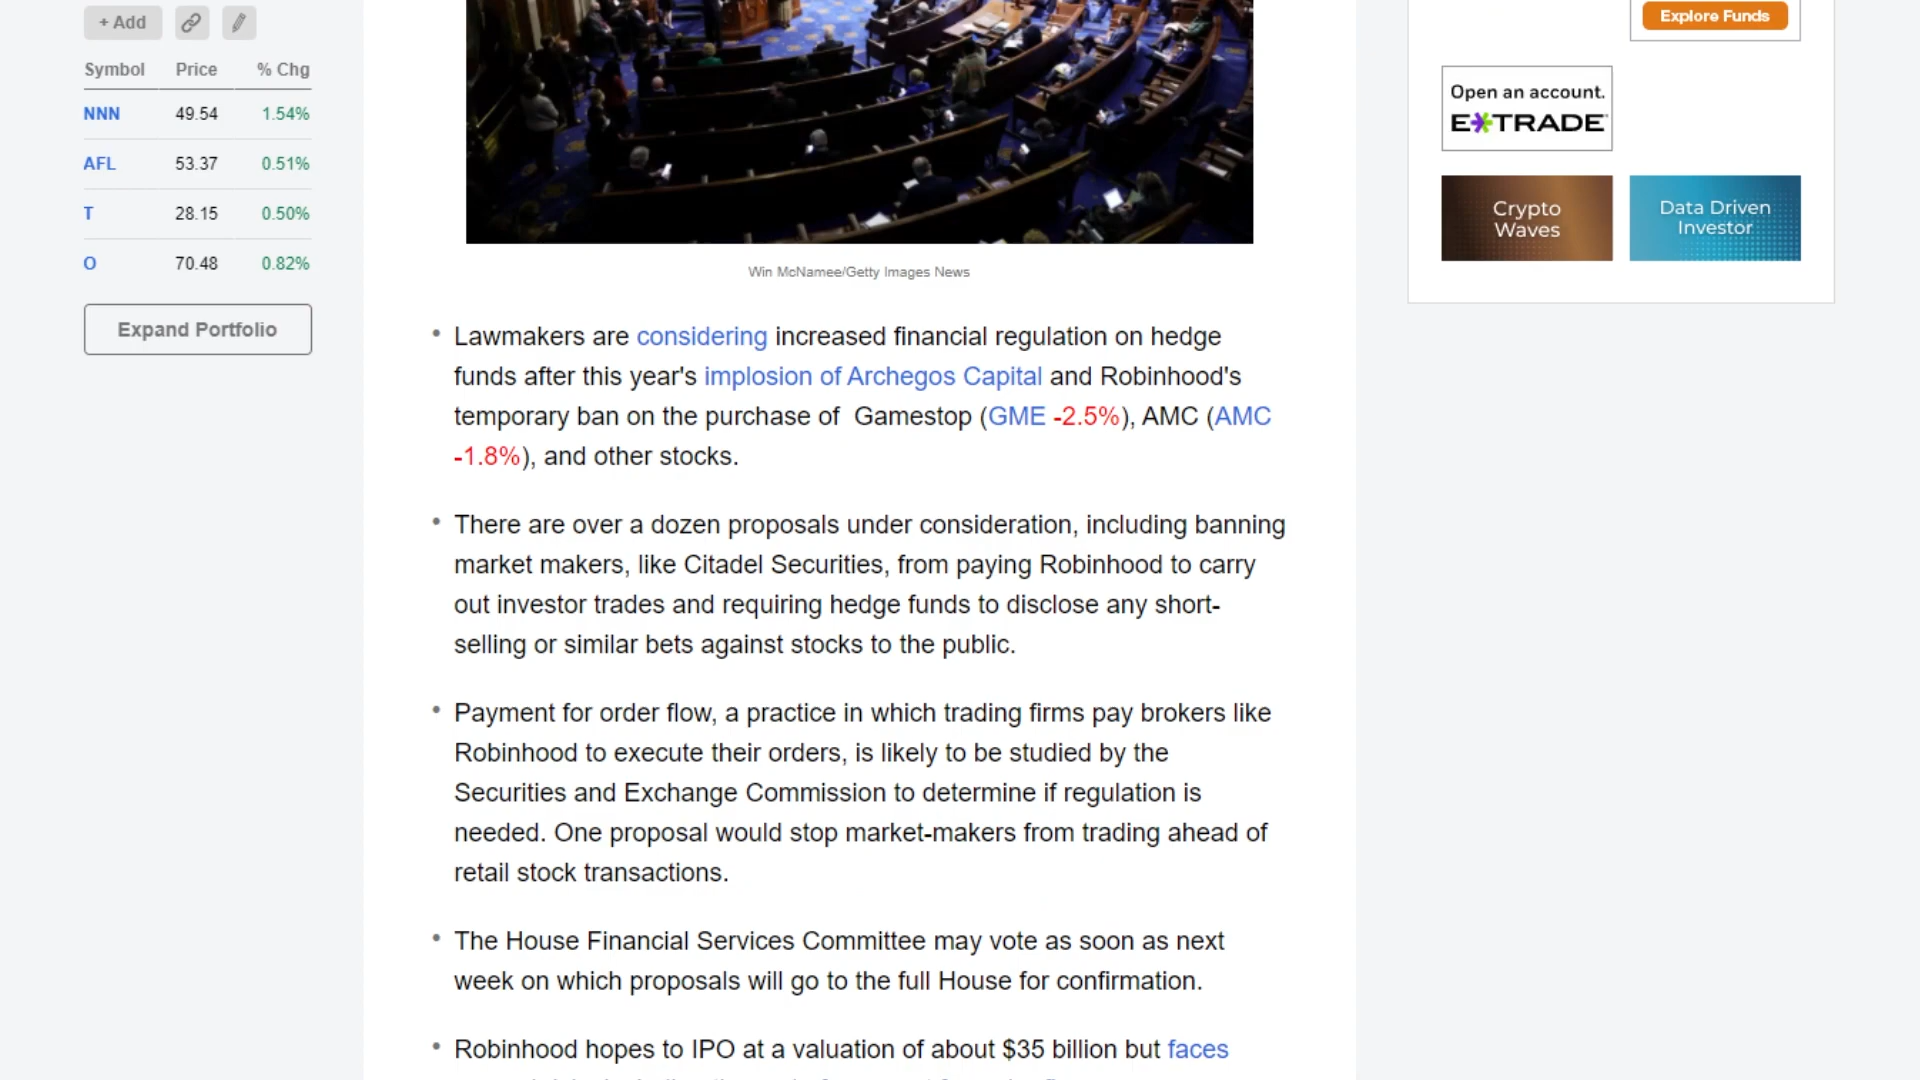 + Add
Symbol Price % Chg
NNN 49.54 1.54%
AFL 53.37 0.51%
T 28.15 0.50%
O 70.48 0.82%
Expand Portfolio
Win McNamee/Getty Images News
• Lawmakers are considering increased financial regulation on hedge
funds after this year's implosion of Archegos Capital and Robinhood's
temporary ban on the purchase of Gamestop (GME -2.5%), AMC (AMC
-1.8%), and other stocks.
• There are over a dozen proposals under consideration, including banning
market makers, like Citadel Securities, from paying Robinhood to carry
out investor trades and requiring hedge funds to disclose any short-
selling or similar bets against stocks to the public.
• Payment for order flow, a practice in which trading firms pay brokers like
Robinhood to execute their orders, is likely to be studied by the
Securities and Exchange Commission to determine if regulation is
needed. One proposal would stop market-makers from trading ahead of
retail stock transactions.
• The House Financial Services Committee may vote as soon as next
week on which proposals will go to the full House for confirmation.
• Robinhood hopes to IPO at a valuation of about $35 billion but faces
Explore Funds
Open an account.
E*TRADE
Crypto
Waves
Data Driven
Investor